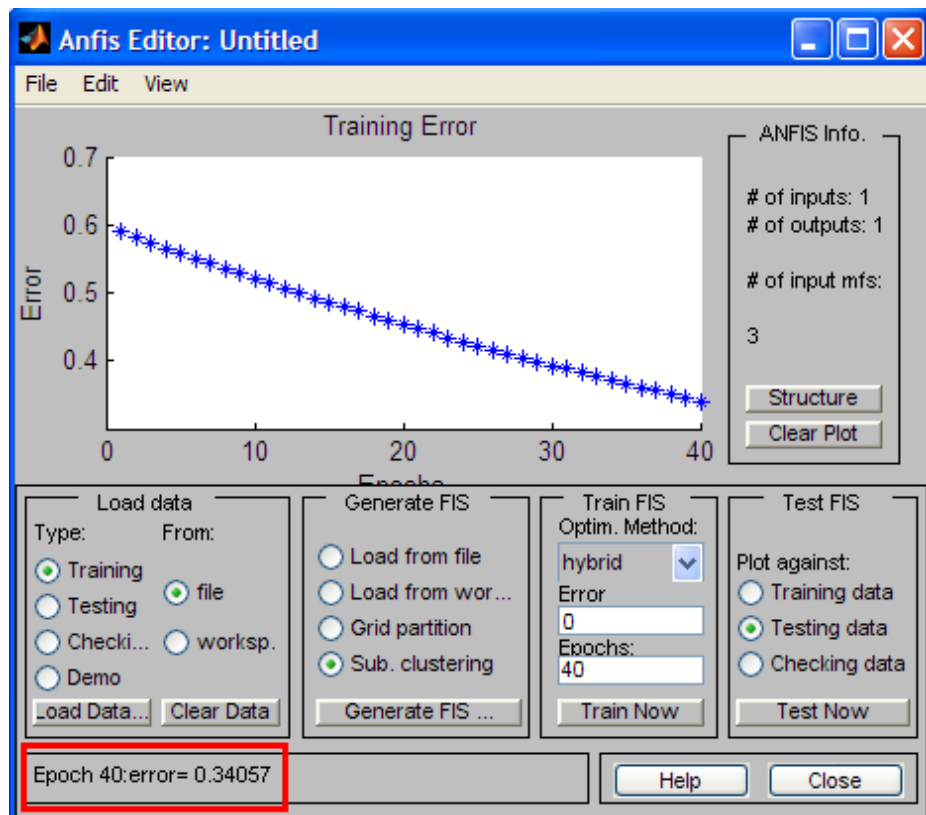 Anfis Editor: Untitled
File Edit View
Training Error
0.7
0.6
0.5
0.4
Error
0 10 20 30 40
Epochs
ANFIS Info.
# of inputs: 1
# of outputs: 1
# of input mfs:
3
Structure
Clear Plot
Load data
Type: From:
Training
Testing
Checki...
Demo
file
worksp.
Load Data... Clear Data
Generate FIS
Load from file
Load from wor...
Grid partition
Sub. clustering
Generate FIS ...
Train FIS
Optim. Method:
hybrid
Error
0
Epochs:
40
Train Now
Test FIS
Plot against:
Training data
Testing data
Checking data
Test Now
Epoch 40:error= 0.34057
Help Close